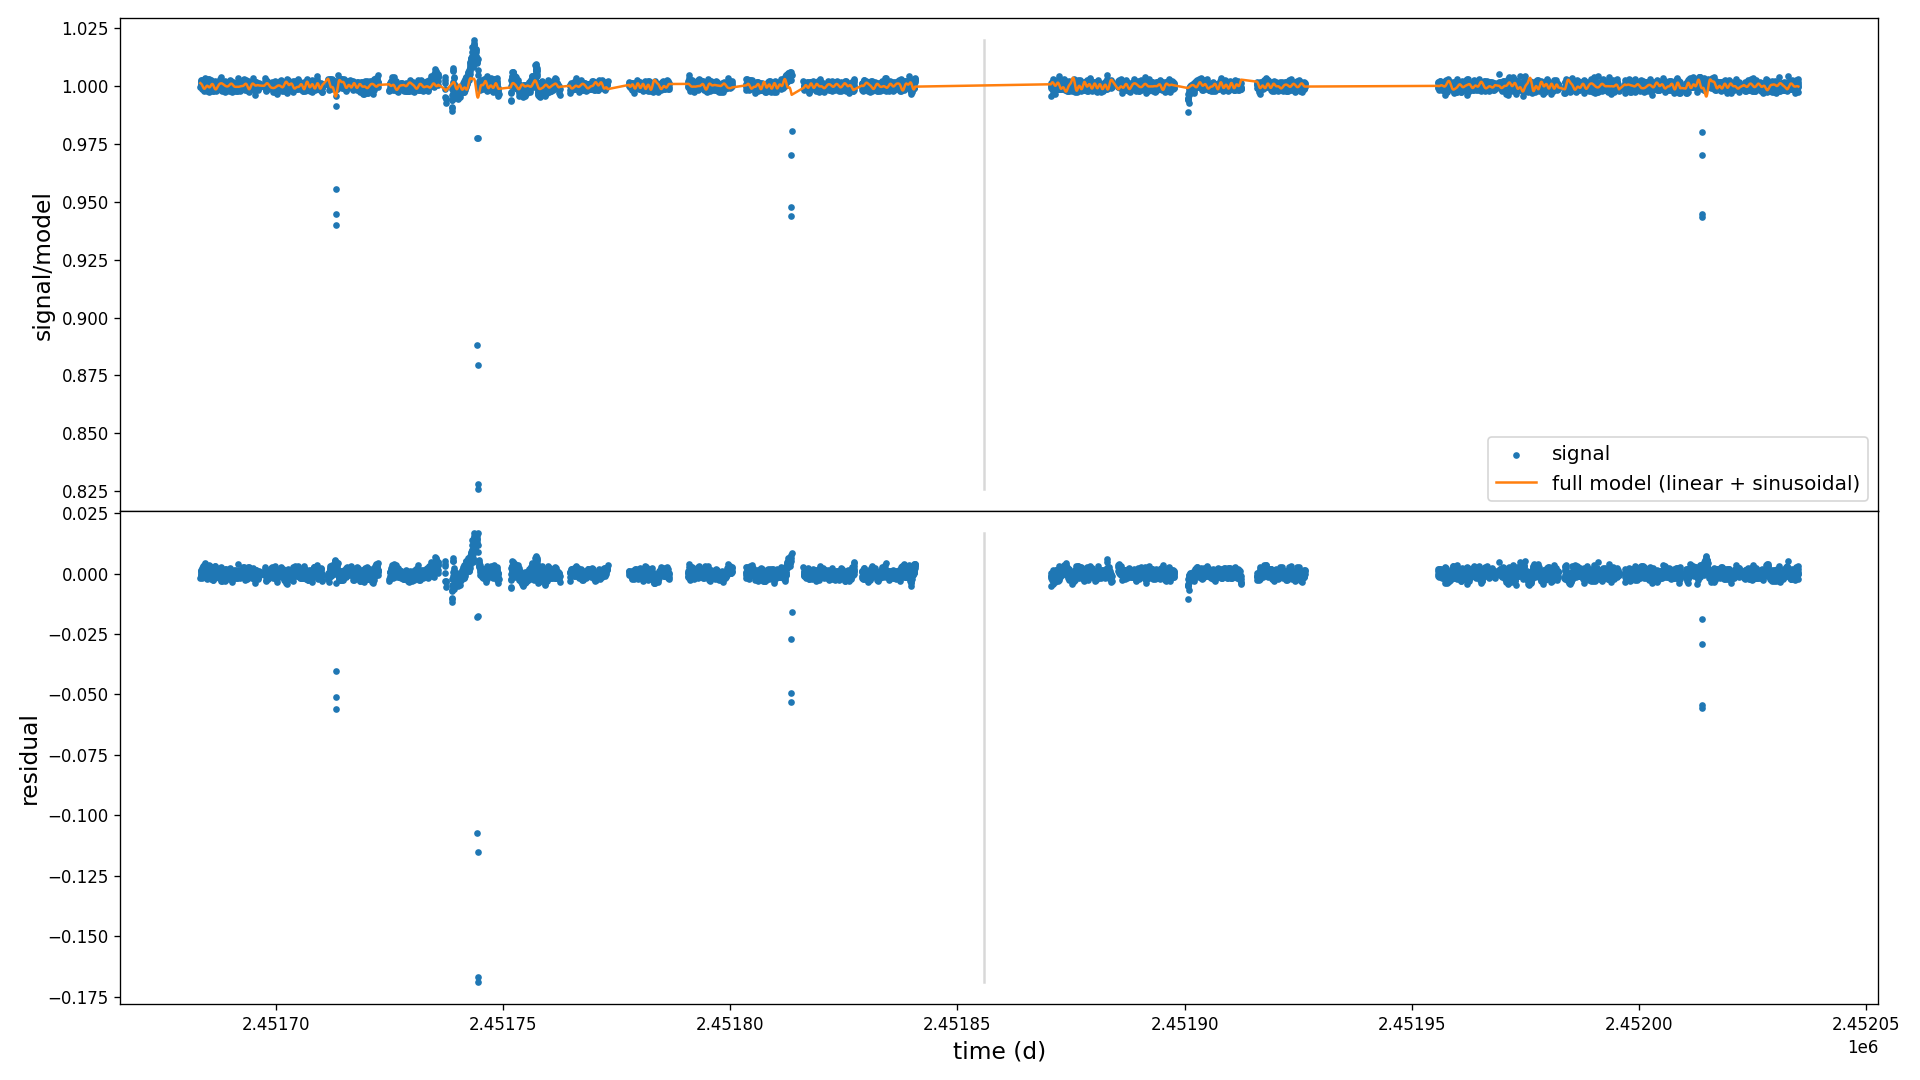 1.025
1.000
0.975
0.950
0.925
0.900
0.875
0.850
0.825
signal/model
signal
full model (linear + sinusoidal)
0.025
0.000
−0.025
−0.050
−0.075
−0.100
−0.125
−0.150
−0.175
residual
2.45170 2.45175 2.45180 2.45185 2.45190 2.45195 2.45200 2.45205
1e6
time (d)